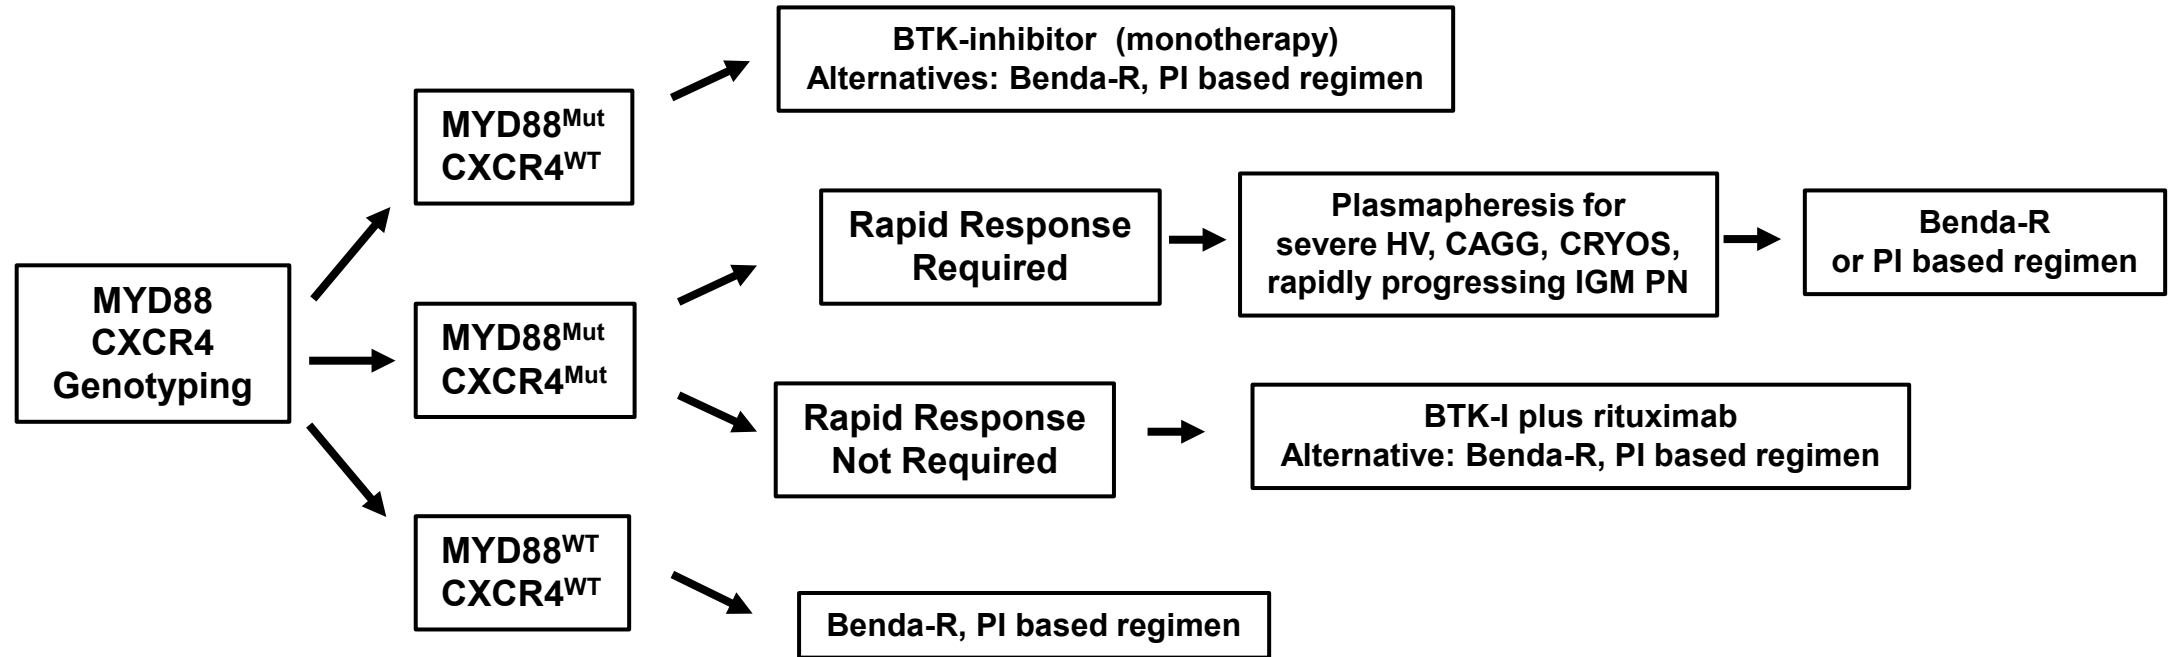 MYD88
CXCR4
Genotyping
MYD88Mut
CXCR4WT
BTK-inhibitor (monotherapy)
Alternatives: Benda-R, PI based regimen
MYD88Mut
CXCR4Mut
Rapid Response
Required
Plasmapheresis for
severe HV, CAGG, CRYOS,
rapidly progressing IGM PN
Benda-R
or PI based regimen
Rapid Response
Not Required
BTK-I plus rituximab
Alternative: Benda-R, PI based regimen
MYD88WT
CXCR4WT
Benda-R, PI based regimen